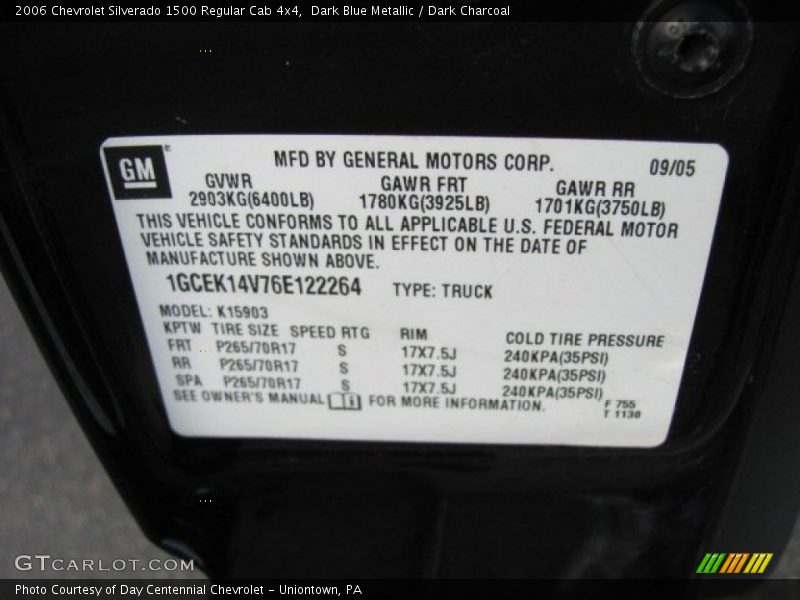 2006 Chevrolet Silverado 1500 Regular Cab 4x4, Dark Blue Metallic / Dark Charcoal
GM
MFD BY GENERAL MOTORS CORP. 09/05
GVWR GAWR FRT GAWR RR
2903KG(6400LB) 1780KG(3925LB) 1701KG(3750LB)
THIS VEHICLE CONFORMS TO ALL APPLICABLE U.S. FEDERAL MOTOR
VEHICLE SAFETY STANDARDS IN EFFECT ON THE DATE OF
MANUFACTURE SHOWN ABOVE.
1GCEK14V76E122264 TYPE: TRUCK
MODEL: K15903
KPTW TIRE SIZE SPEED RTG RIM COLD TIRE PRESSURE
FRT P265/70R17 S 17X7.5J 240KPA(35PSI)
RR P265/70R17 S 17X7.5J 240KPA(35PSI)
SPA P265/70R17 S 17X7.5J 240KPA(35PSI)
SEE OWNER'S MANUAL FOR MORE INFORMATION.
F 755
T 1130
GTCARLOT.COM
Photo Courtesy of Day Centennial Chevrolet - Uniontown, PA